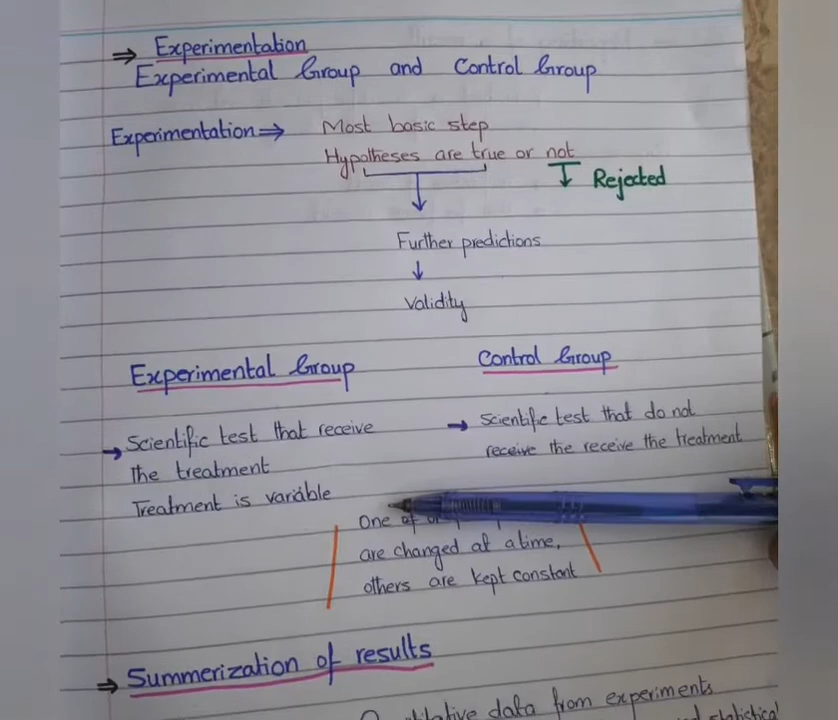 ⇒ Experimentation
Experimental Group and Control Group
Experimentation ⇒ Most basic step
Hypotheses are true or not
↓ Rejected
↓
Further predictions
↓
Validity
Experimental Group
→ Scientific test that receive
the treatment
Treatment is variable
Control Group
→ Scientific test that do not
receive the receive the treatment
One of
are changed at a time,
others are kept constant
⇒ Summerization of results
data from experiments